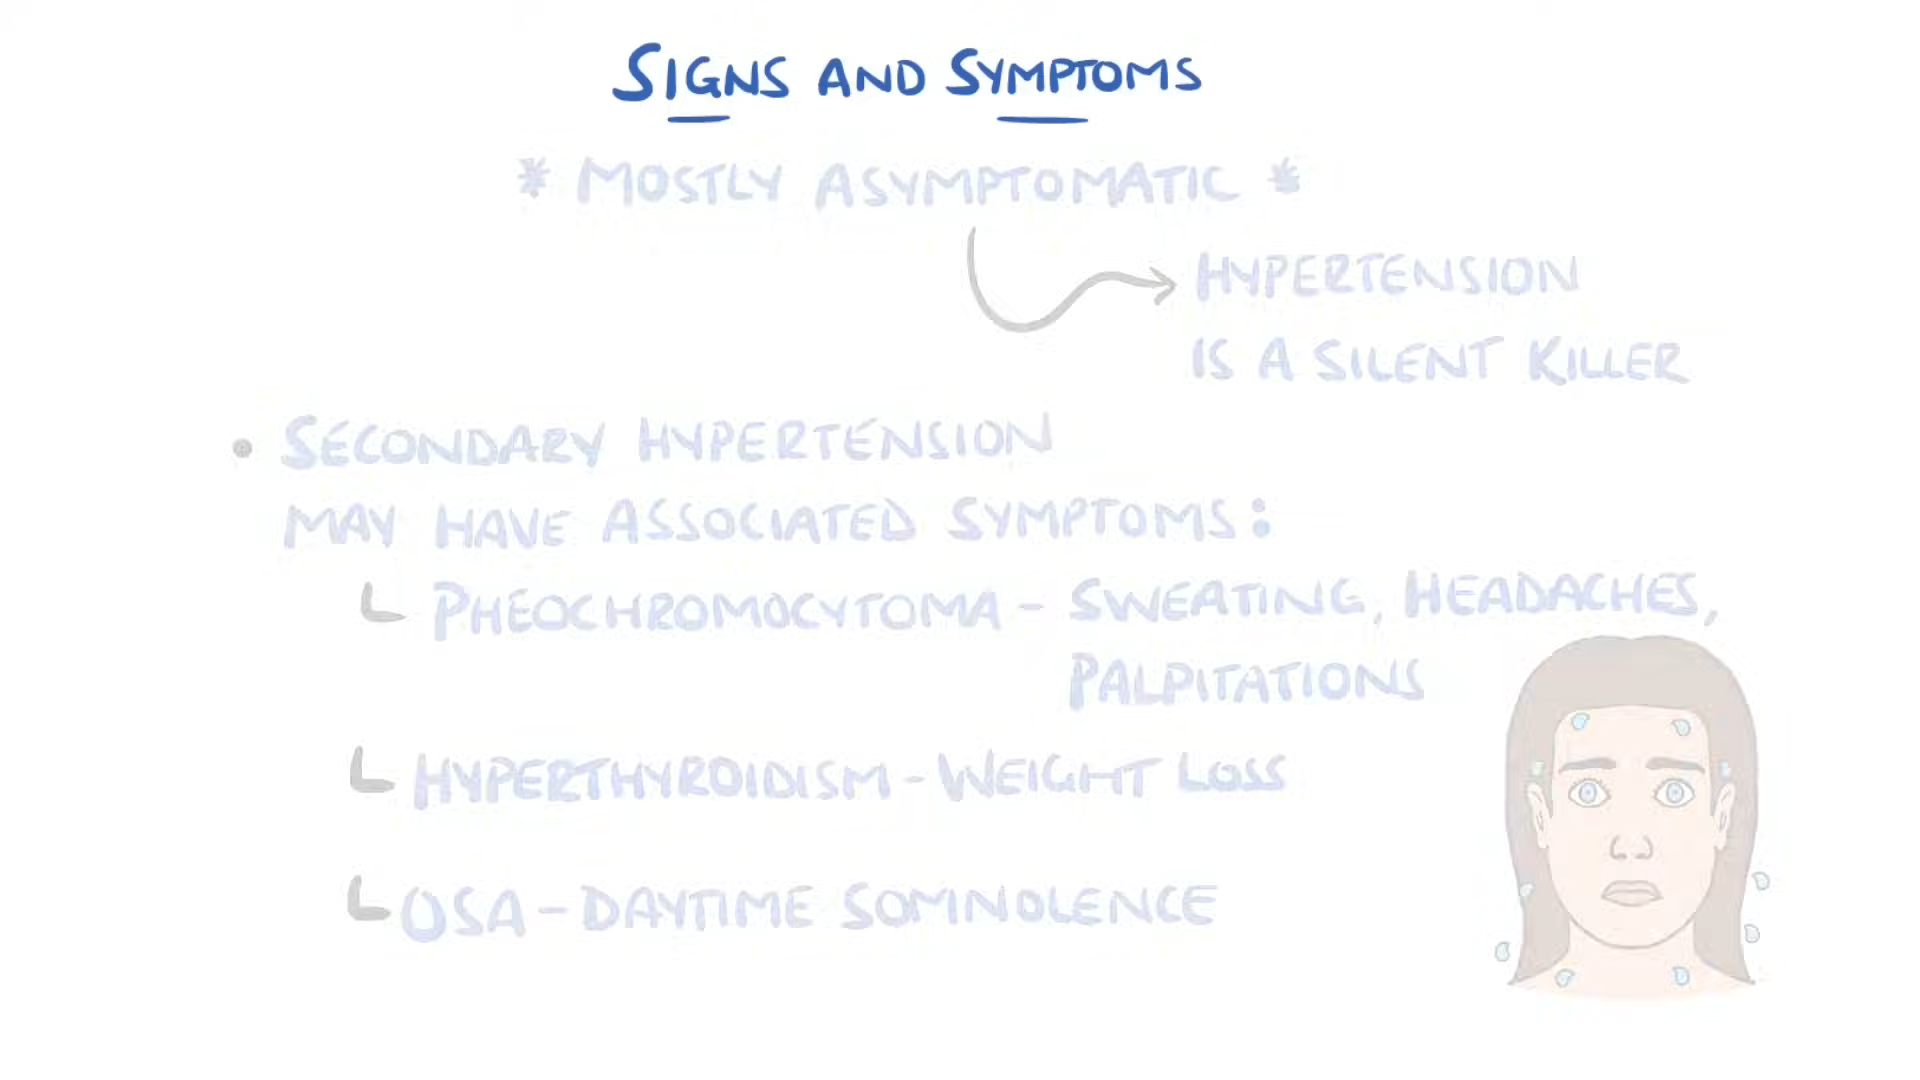 SIGNS AND SYMPTOMS
* MOSTLY ASYMPTOMATIC *
HYPERTENSION
IS A SILENT KILLER
• SECONDARY HYPERTENSION
MAY HAVE ASSOCIATED SYMPTOMS:
PHEOCHROMOCYTOMA - SWEATING, HEADACHES,
PALPITATIONS
HYPERTHYROIDISM - WEIGHT LOSS
OSA - DAYTIME SOMNOLENCE